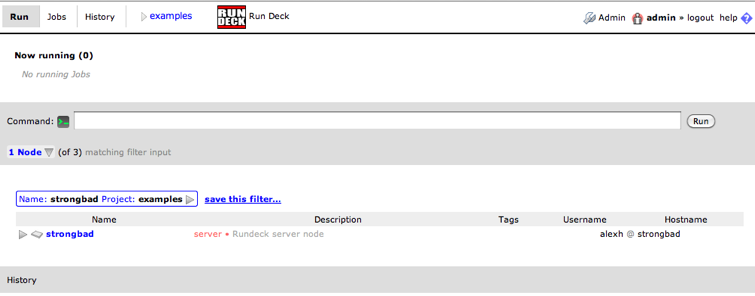 Run Jobs History examples RUN DECK Run Deck Admin admin » logout help ?
Now running (0)
No running Jobs
Command: Run
1 Node (of 3) matching filter input
Name: strongbad Project: examples save this filter...
Name Description Tags Username Hostname
strongbad server • Rundeck server node alexh @ strongbad
History